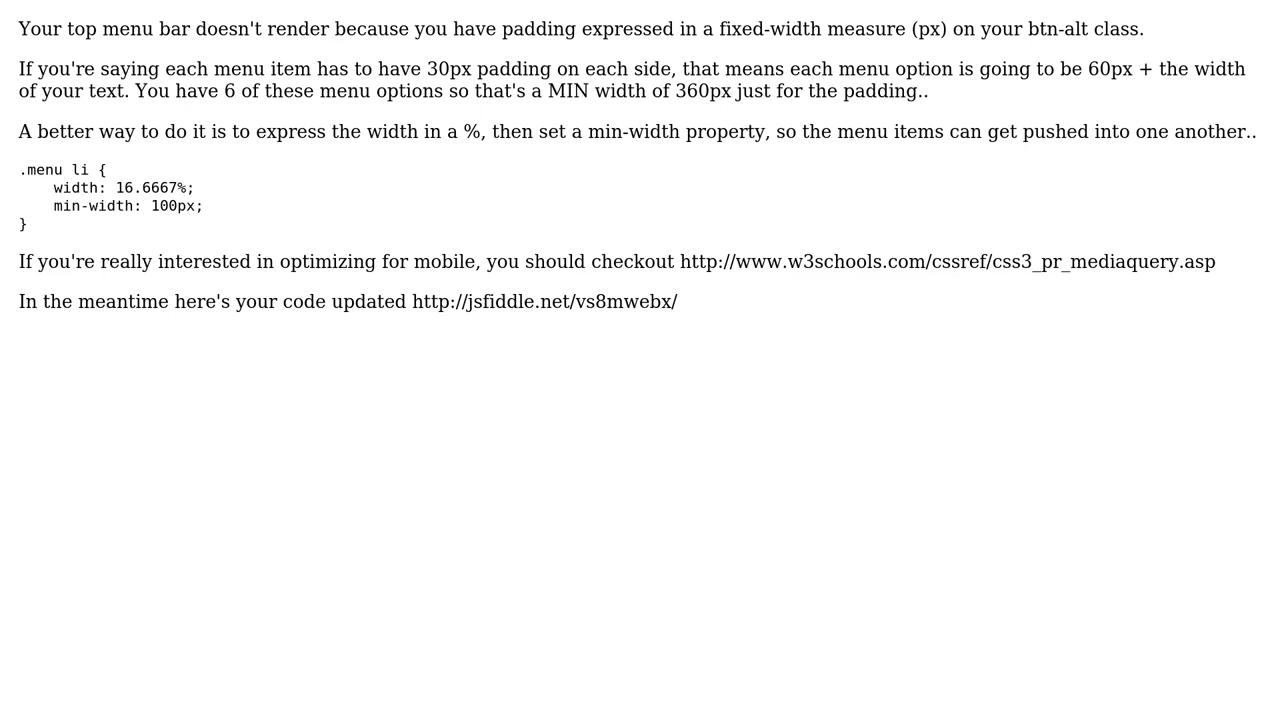 Your top menu bar doesn't render because you have padding expressed in a fixed-width measure (px) on your btn-alt class.
If you're saying each menu item has to have 30px padding on each side, that means each menu option is going to be 60px + the width
of your text. You have 6 of these menu options so that's a MIN width of 360px just for the padding..
A better way to do it is to express the width in a %, then set a min-width property, so the menu items can get pushed into one another..
.menu li {
    width: 16.6667%;
    min-width: 100px;
}
If you're really interested in optimizing for mobile, you should checkout http://www.w3schools.com/cssref/css3_pr_mediaquery.asp
In the meantime here's your code updated http://jsfiddle.net/vs8mwebx/